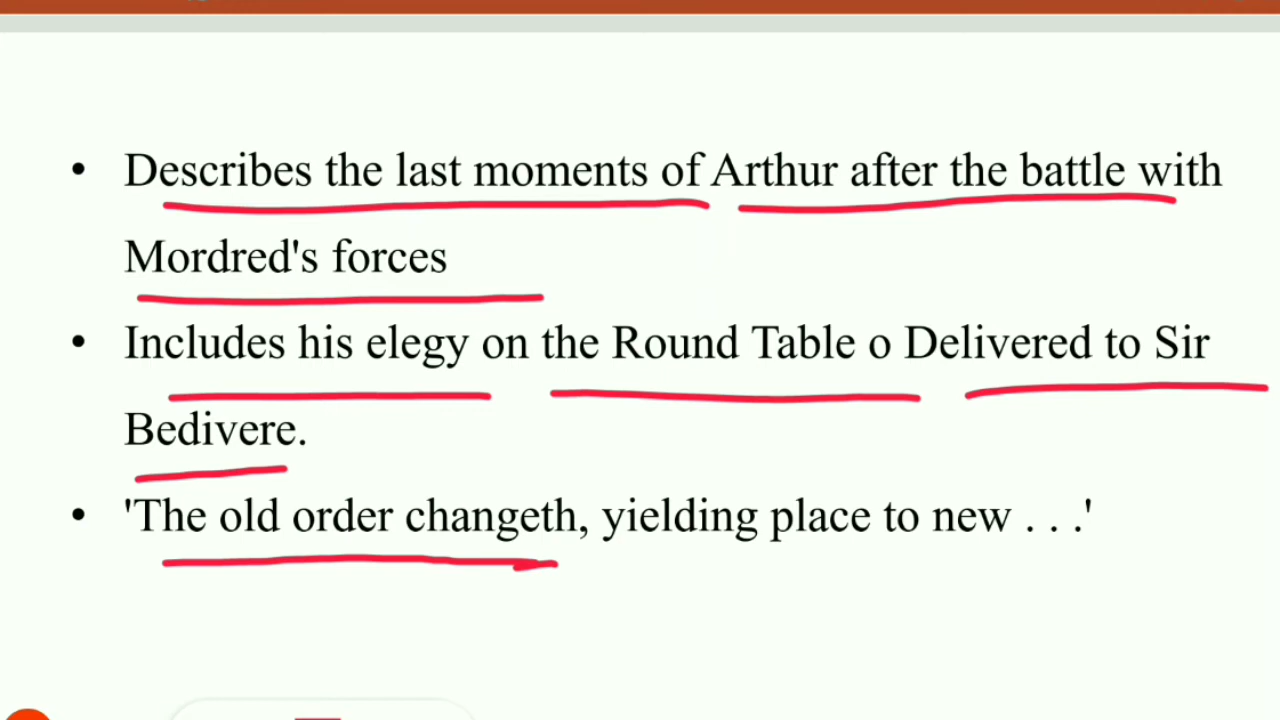 • Describes the last moments of Arthur after the battle with
Mordred's forces
• Includes his elegy on the Round Table o Delivered to Sir
Bedivere.
• 'The old order changeth, yielding place to new . . .'